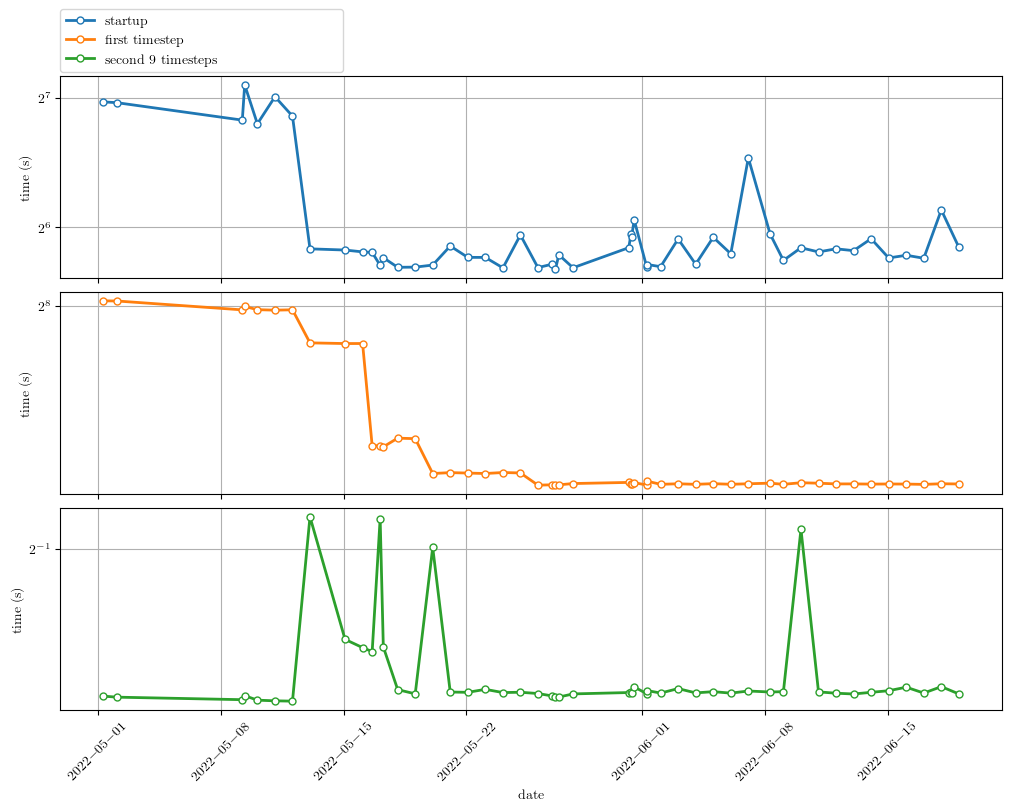 startup
first timestep
second 9 timesteps
2^7
2^6
time (s)
2^8
time (s)
2^−1
time (s)
2022−05−01
2022−05−08
2022−05−15
2022−05−22
2022−06−01
2022−06−08
2022−06−15
date